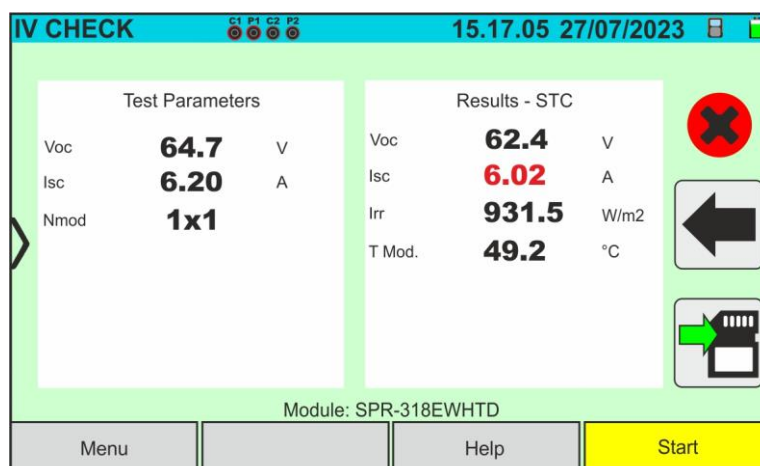 IV CHECK C1 P1 C2 P2 15.17.05 27/07/2023
Test Parameters
Voc 64.7 V
Isc 6.20 A
Nmod 1x1
Results - STC
Voc 62.4 V
Isc 6.02 A
Irr 931.5 W/m2
T Mod. 49.2 °C
Module: SPR-318EWHTD
Menu Help Start